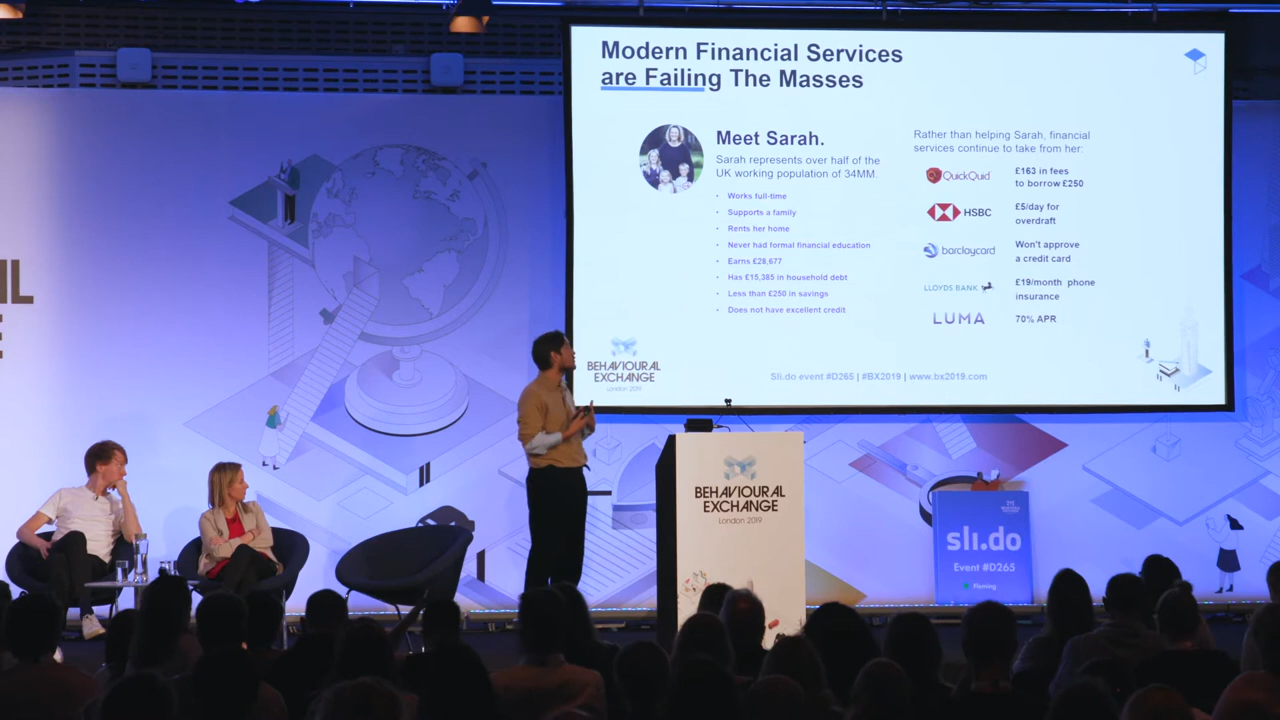 Modern Financial Services
are Failing The Masses
Meet Sarah.
Sarah represents over half of the
UK working population of 34MM.
• Works full-time
• Supports a family
• Rents her home
• Never had formal financial education
• Earns £28,677
• Has £15,385 in household debt
• Less than £250 in savings
• Does not have excellent credit
Rather than helping Sarah, financial
services continue to take from her:
QuickQuid
£163 in fees
to borrow £250
HSBC
£5/day for
overdraft
barclaycard
Won't approve
a credit card
LLOYDS BANK
£19/month phone
insurance
LUMA
70% APR
BEHAVIOURAL
EXCHANGE
London 2019
Sli.do event #D265 | #BX2019 | www.bx2019.com
BEHAVIOURAL
EXCHANGE
London 2019
sli.do
Event #D265
Fleming